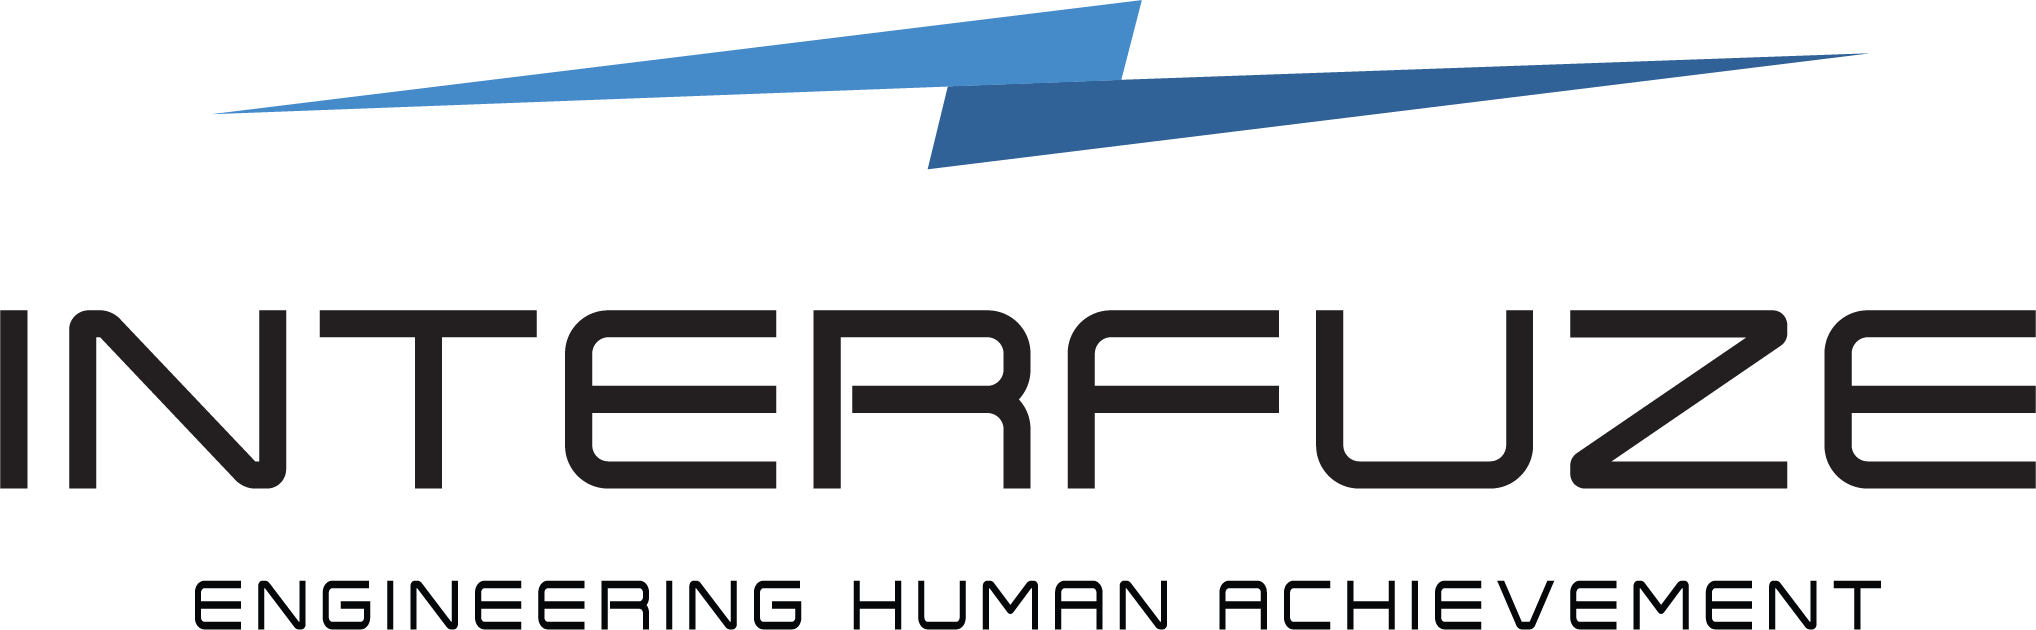 INTERFUZE
ENGINEERING HUMAN ACHIEVEMENT